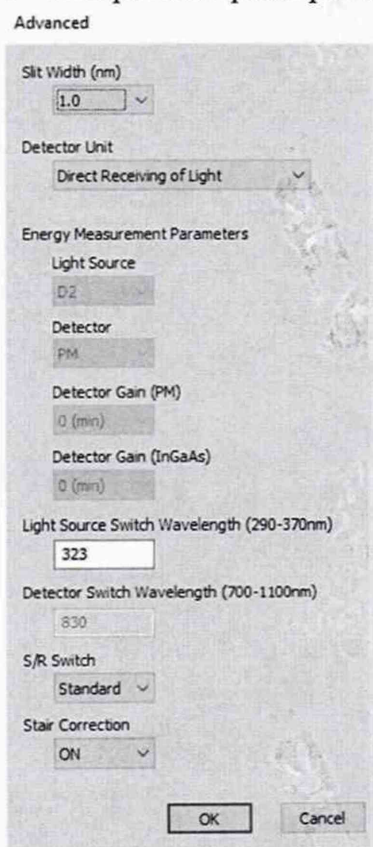 Advanced
Slit Width (nm)
1.0
Detector Unit
Direct Receiving of Light
Energy Measurement Parameters
Light Source
D2
Detector
PM
Detector Gain (PM)
0 (min)
Detector Gain (InGaAs)
0 (min)
Light Source Switch Wavelength (290-370nm)
323
Detector Switch Wavelength (700-1100nm)
830
S/R Switch
Standard
Stair Correction
ON
OK Cancel